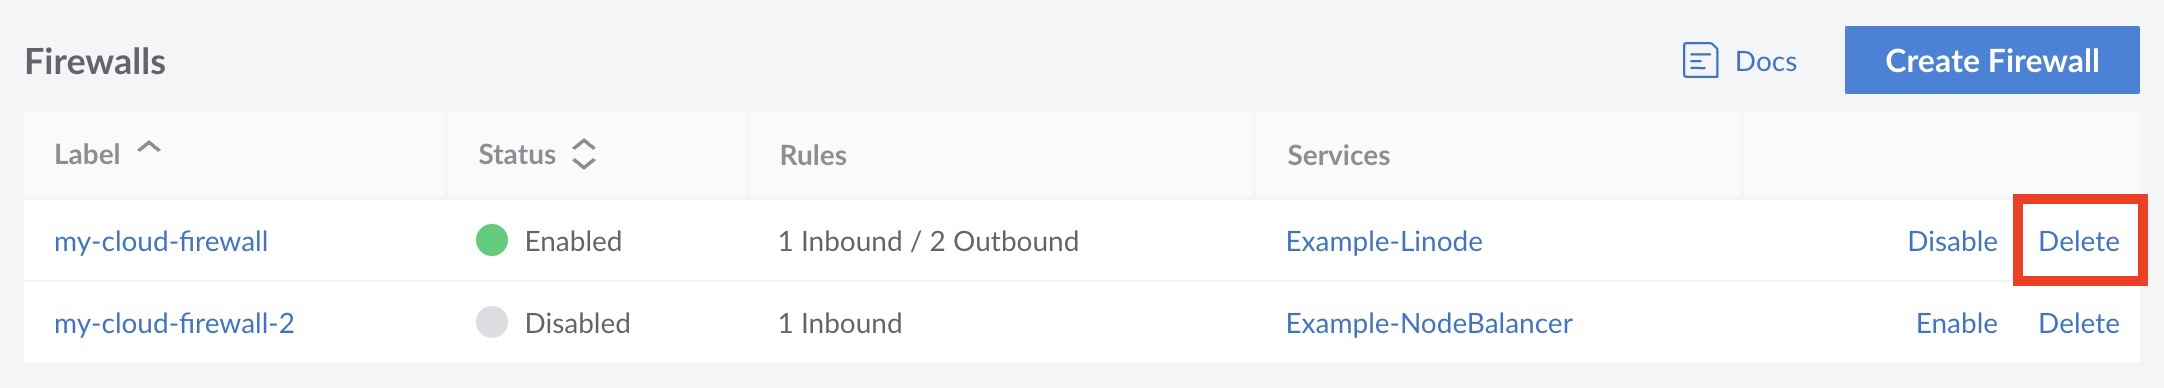 Firewalls Docs Create Firewall
Label Status Rules Services
my-cloud-firewall Enabled 1 Inbound / 2 Outbound Example-Linode Disable Delete
my-cloud-firewall-2 Disabled 1 Inbound Example-NodeBalancer Enable Delete